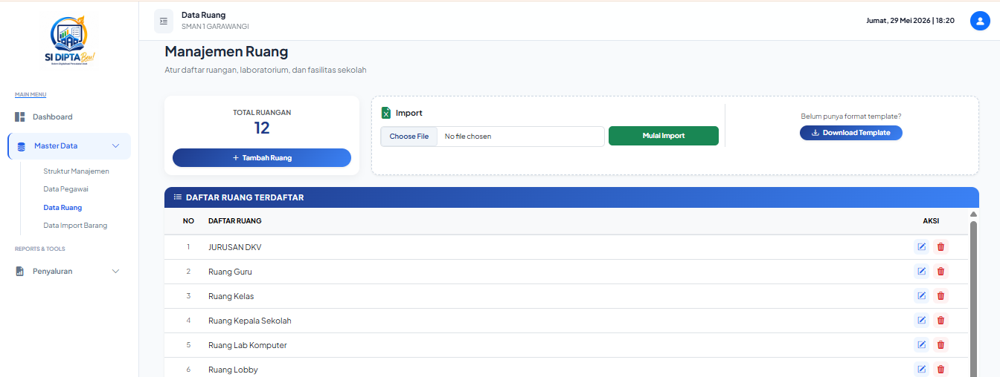 SI DIPTA Beu!
MAIN MENU
Dashboard
Master Data
Struktur Manajemen
Data Pegawai
Data Ruang
Data Import Barang
REPORTS & TOOLS
Penyaluran
Data Ruang
SMAN 1 GARAWANGI
Jumat, 29 Mei 2026 | 18:20
Manajemen Ruang
Atur daftar ruangan, laboratorium, dan fasilitas sekolah
TOTAL RUANGAN
12
+ Tambah Ruang
Import
Choose File No file chosen
Mulai Import
Belum punya format template?
Download Template
DAFTAR RUANG TERDAFTAR
NO DAFTAR RUANG AKSI
1 JURUSAN DKV
2 Ruang Guru
3 Ruang Kelas
4 Ruang Kepala Sekolah
5 Ruang Lab Komputer
6 Ruang Lobby